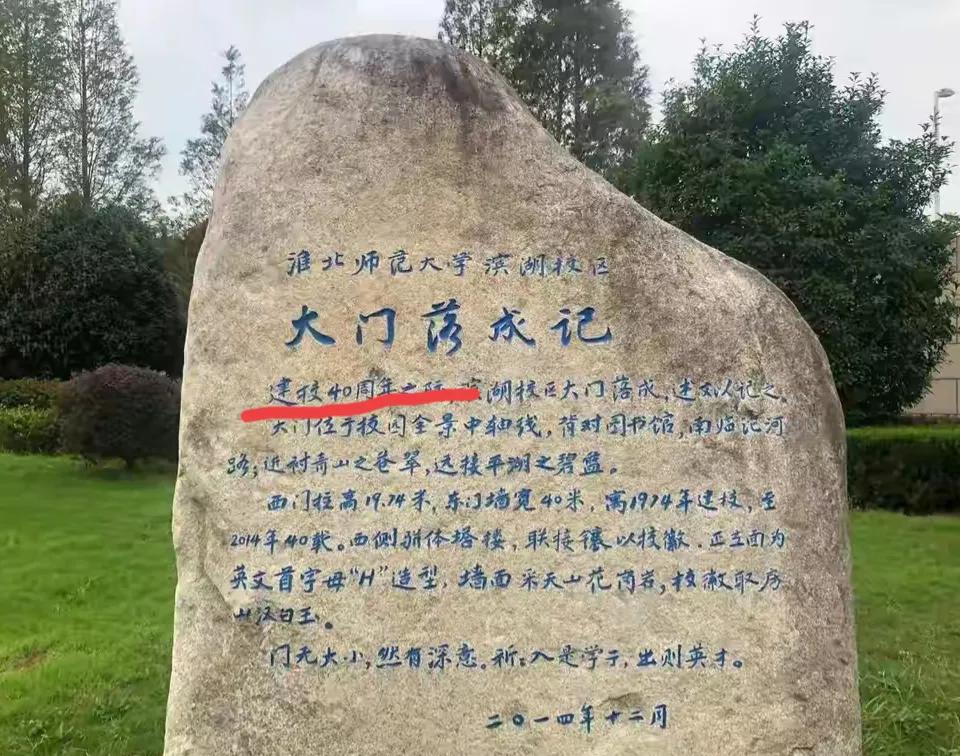 淮北师范大学滨湖校区
大门落成记
建校40周年之际,滨湖校区大门落成,建文以记之。
大门位于校园全景中轴线,背对图书馆,南临沱河
路;近衬青山之苍翠,远接平湖之碧蓝。
西门柱高19.74米,东门墙宽40米,寓1974年建校,至
2014年40载。西侧拼体塔楼,联接镶以校徽.正立面为
英文首字母“H”造型.墙面采天山花岗岩,校徽取房
山汉白玉。
门无大小,然有深意。祈:入是学子,出则英才。
二〇一四年十二月